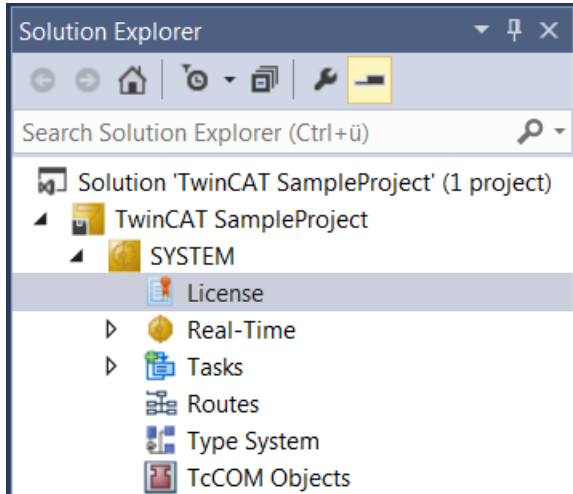 Solution Explorer
Search Solution Explorer (Ctrl+ü)
Solution 'TwinCAT SampleProject' (1 project)
TwinCAT SampleProject
SYSTEM
License
Real-Time
Tasks
Routes
Type System
TcCOM Objects